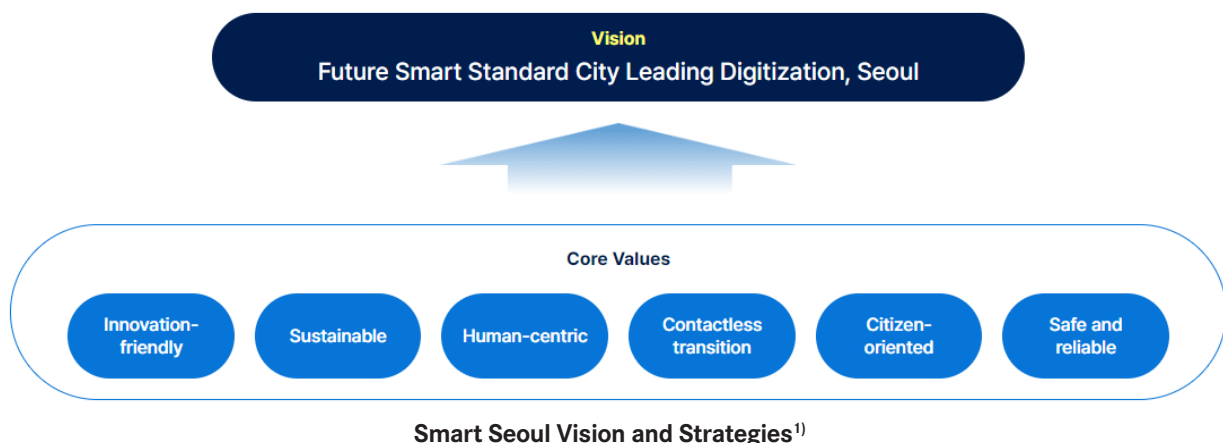 Vision
Future Smart Standard City Leading Digitization, Seoul
Core Values
Innovation-
friendly
Sustainable
Human-centric
Contactless
transition
Citizen-
oriented
Safe and
reliable
Smart Seoul Vision and Strategies¹⁾